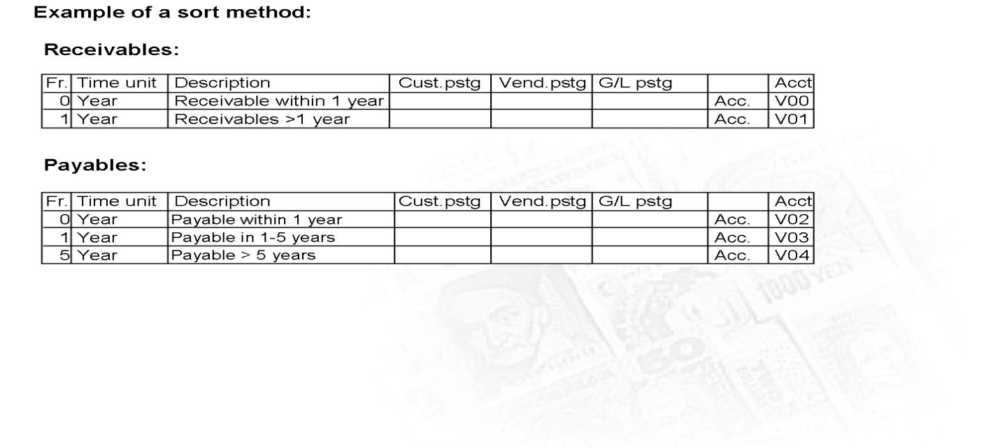 Example of a sort method:
Receivables:
Fr. Time unit Description Cust.pstg Vend.pstg G/L pstg Acct
0 Year Receivable within 1 year Acc. V00
1 Year Receivables >1 year Acc. V01
Payables:
Fr. Time unit Description Cust.pstg Vend.pstg G/L pstg Acct
0 Year Payable within 1 year Acc. V02
1 Year Payable in 1-5 years Acc. V03
5 Year Payable > 5 years Acc. V04
1000 YEN
50